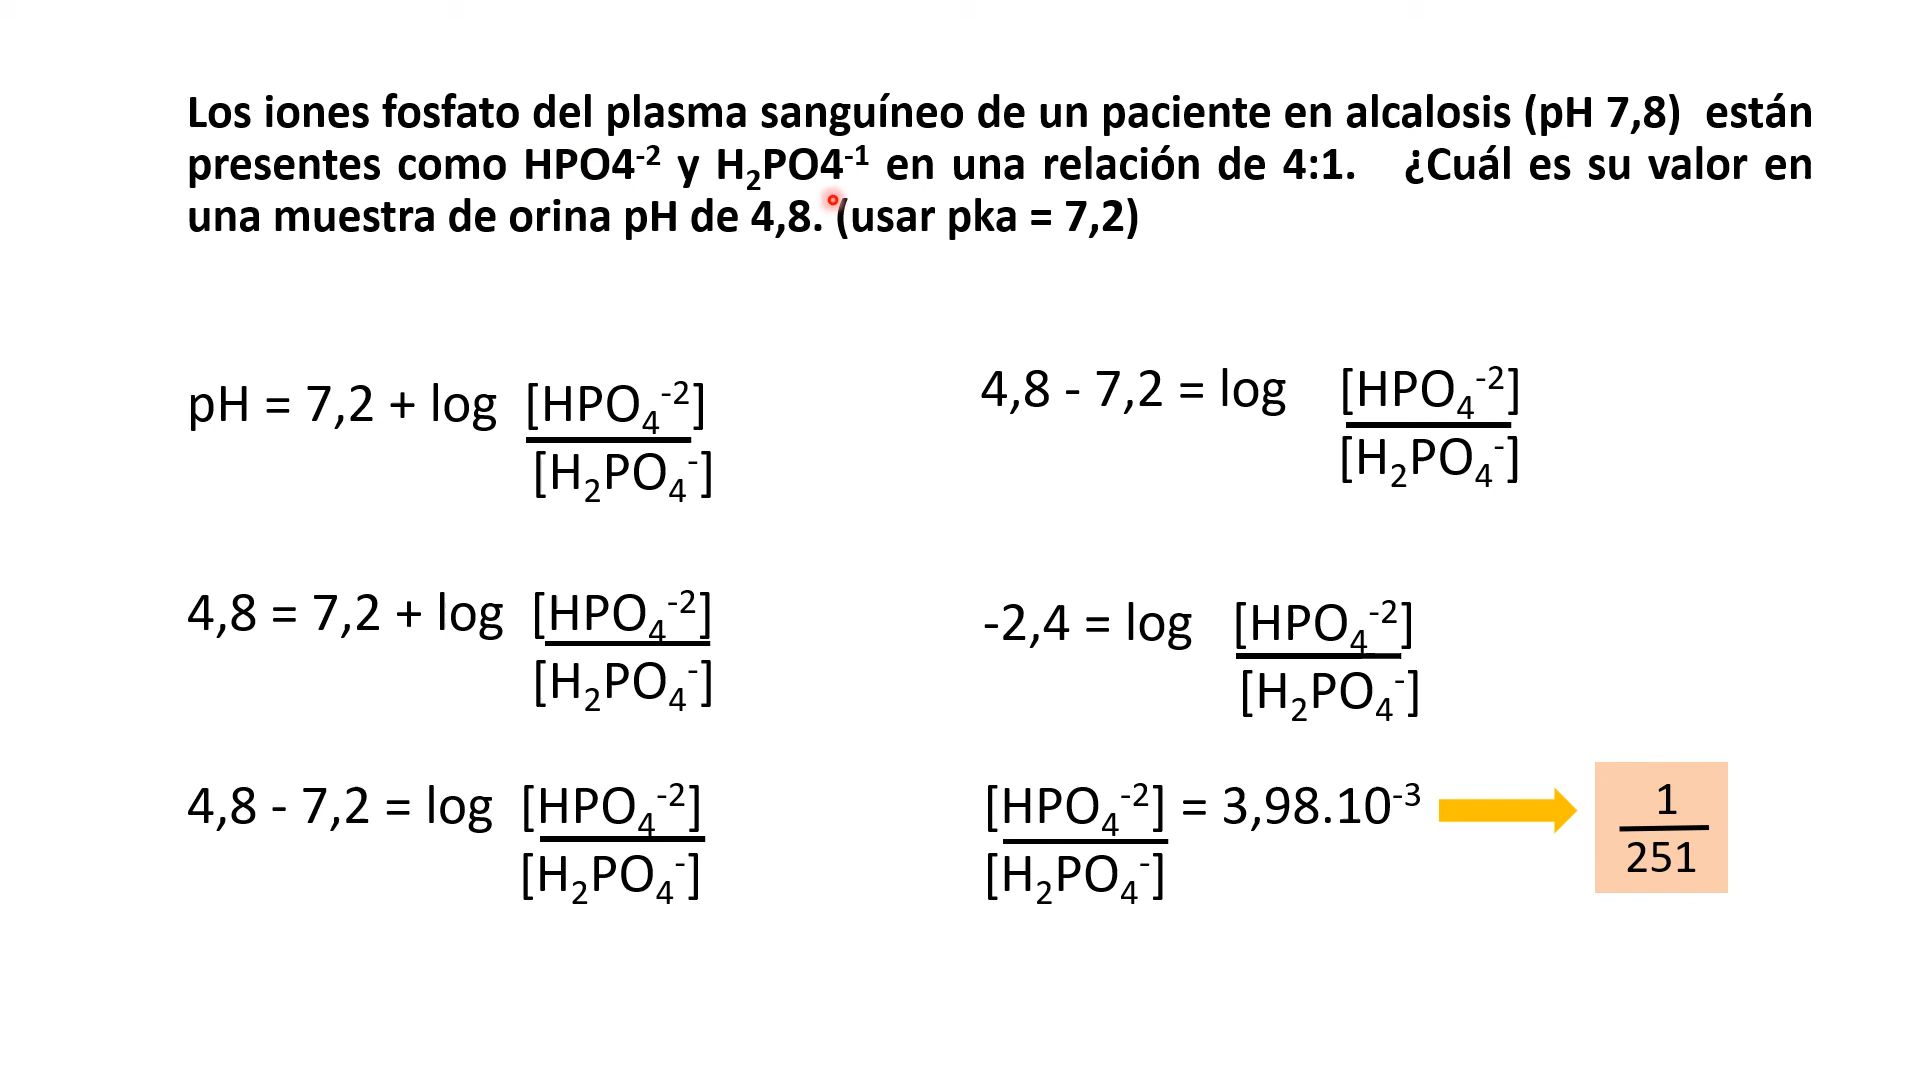 Los iones fosfato del plasma sanguíneo de un paciente en alcalosis (pH 7,8) están
presentes como HPO4⁻² y H₂PO4⁻¹ en una relación de 4:1. ¿Cuál es su valor en
una muestra de orina pH de 4,8. (usar pka = 7,2)
pH = 7,2 + log [HPO₄⁻²]
[H₂PO₄⁻]
4,8 = 7,2 + log [HPO₄⁻²]
[H₂PO₄⁻]
4,8 - 7,2 = log [HPO₄⁻²]
[H₂PO₄⁻]
4,8 - 7,2 = log [HPO₄⁻²]
[H₂PO₄⁻]
-2,4 = log [HPO₄⁻²]
[H₂PO₄⁻]
[HPO₄⁻²] = 3,98.10⁻³
[H₂PO₄⁻]
1
251